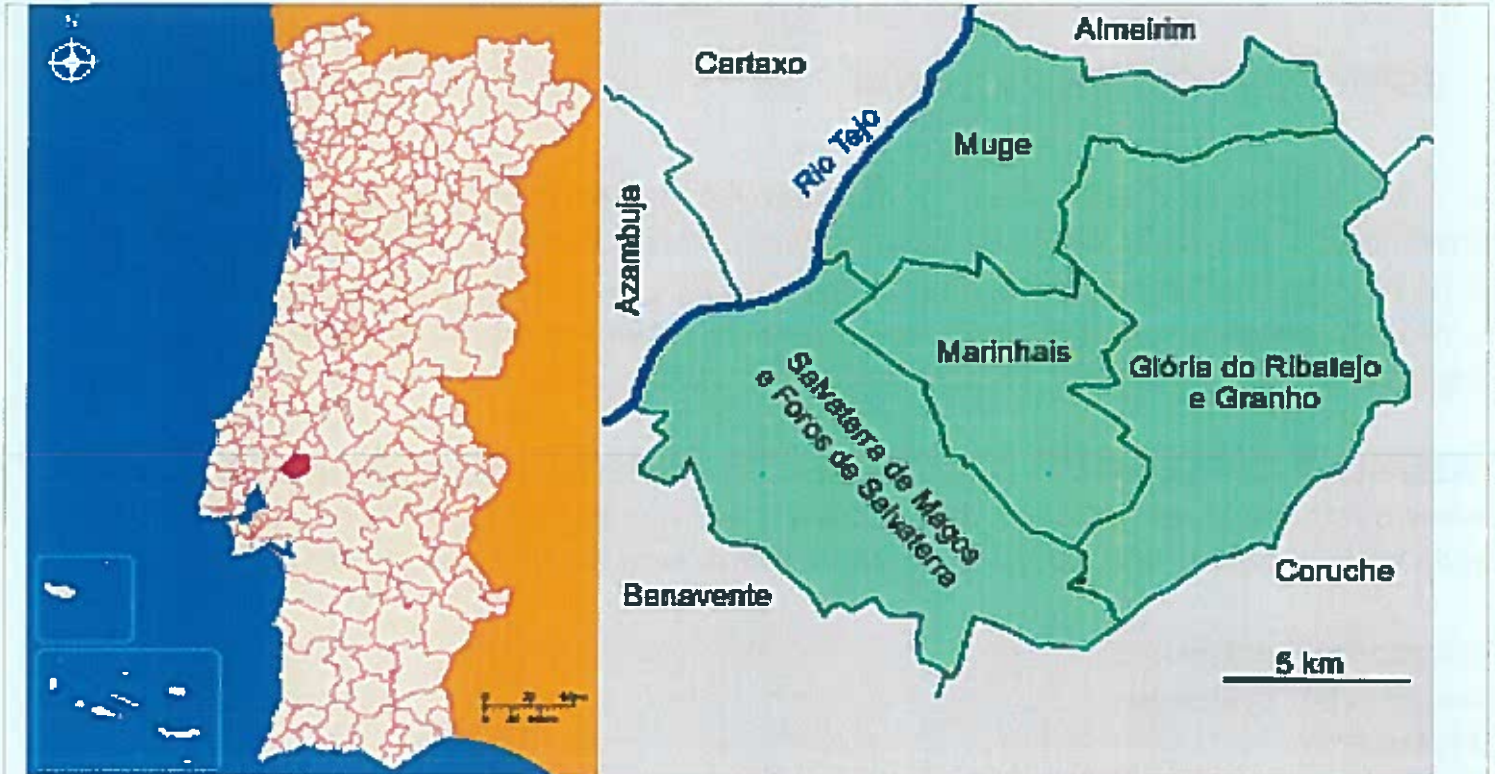 N
Cartaxo
Almeirim
Rio Tejo
Muge
Azambuja
Marinhais
Glória do Ribatejo
e Granho
Salvaterra de Magos
e Foros de Salvaterra
Benavente
Coruche
5 km